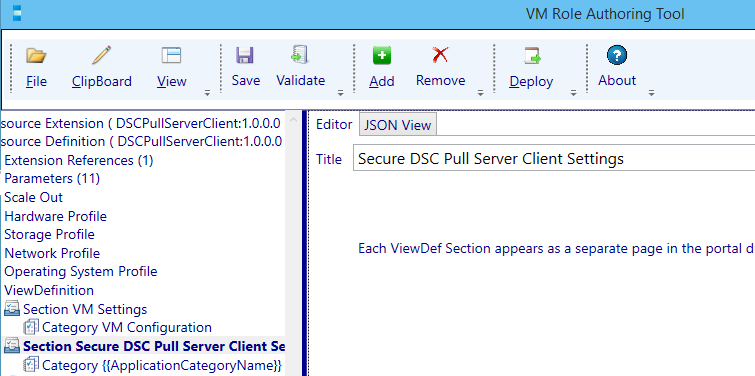 VM Role Authoring Tool
File ClipBoard View Save Validate Add Remove Deploy About
source Extension ( DSCPullServerClient:1.0.0.0
source Definition ( DSCPullServerClient:1.0.0.0
Extension References (1)
Parameters (11)
Scale Out
Hardware Profile
Storage Profile
Network Profile
Operating System Profile
ViewDefinition
Section VM Settings
Category VM Configuration
Section Secure DSC Pull Server Client Se
Category {{ApplicationCategoryName}}
Editor JSON View
Title Secure DSC Pull Server Client Settings
Each ViewDef Section appears as a separate page in the portal d